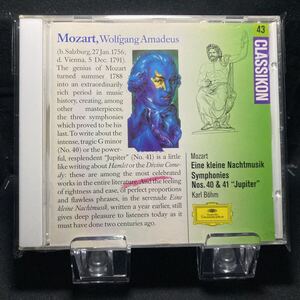 Mozart, Wolfgang Amadeus
(b. Salzburg, 27 Jan. 1756,
d. Vienna, 5 Dec. 1791).
The genius of Mozart
turned summer 1788
into an extraordinarily
rich period in music
history, creating,
among other
masterpieces,
the three symphonies
which proved to be his
last. To write about the
intense, tragic G minor
(No. 40) or the power-
ful, resplendent "Jupiter" (No. 41) is a little
like writing about Hamlet or the Divine Come-
dy: these are among the most celebrated
works in the entire literature. And the feeling
of rightness and ease, of perfect proportions
and flawless phrases, in the serenade Eine
kleine Nachtmusik, written a year earlier, still
gives deep pleasure to listeners today as it
must have done two centuries ago.
43
CLASSIKON
Mozart
Eine kleine Nachtmusik
Symphonies
Nos. 40 & 41 "Jupiter"
Karl Böhm